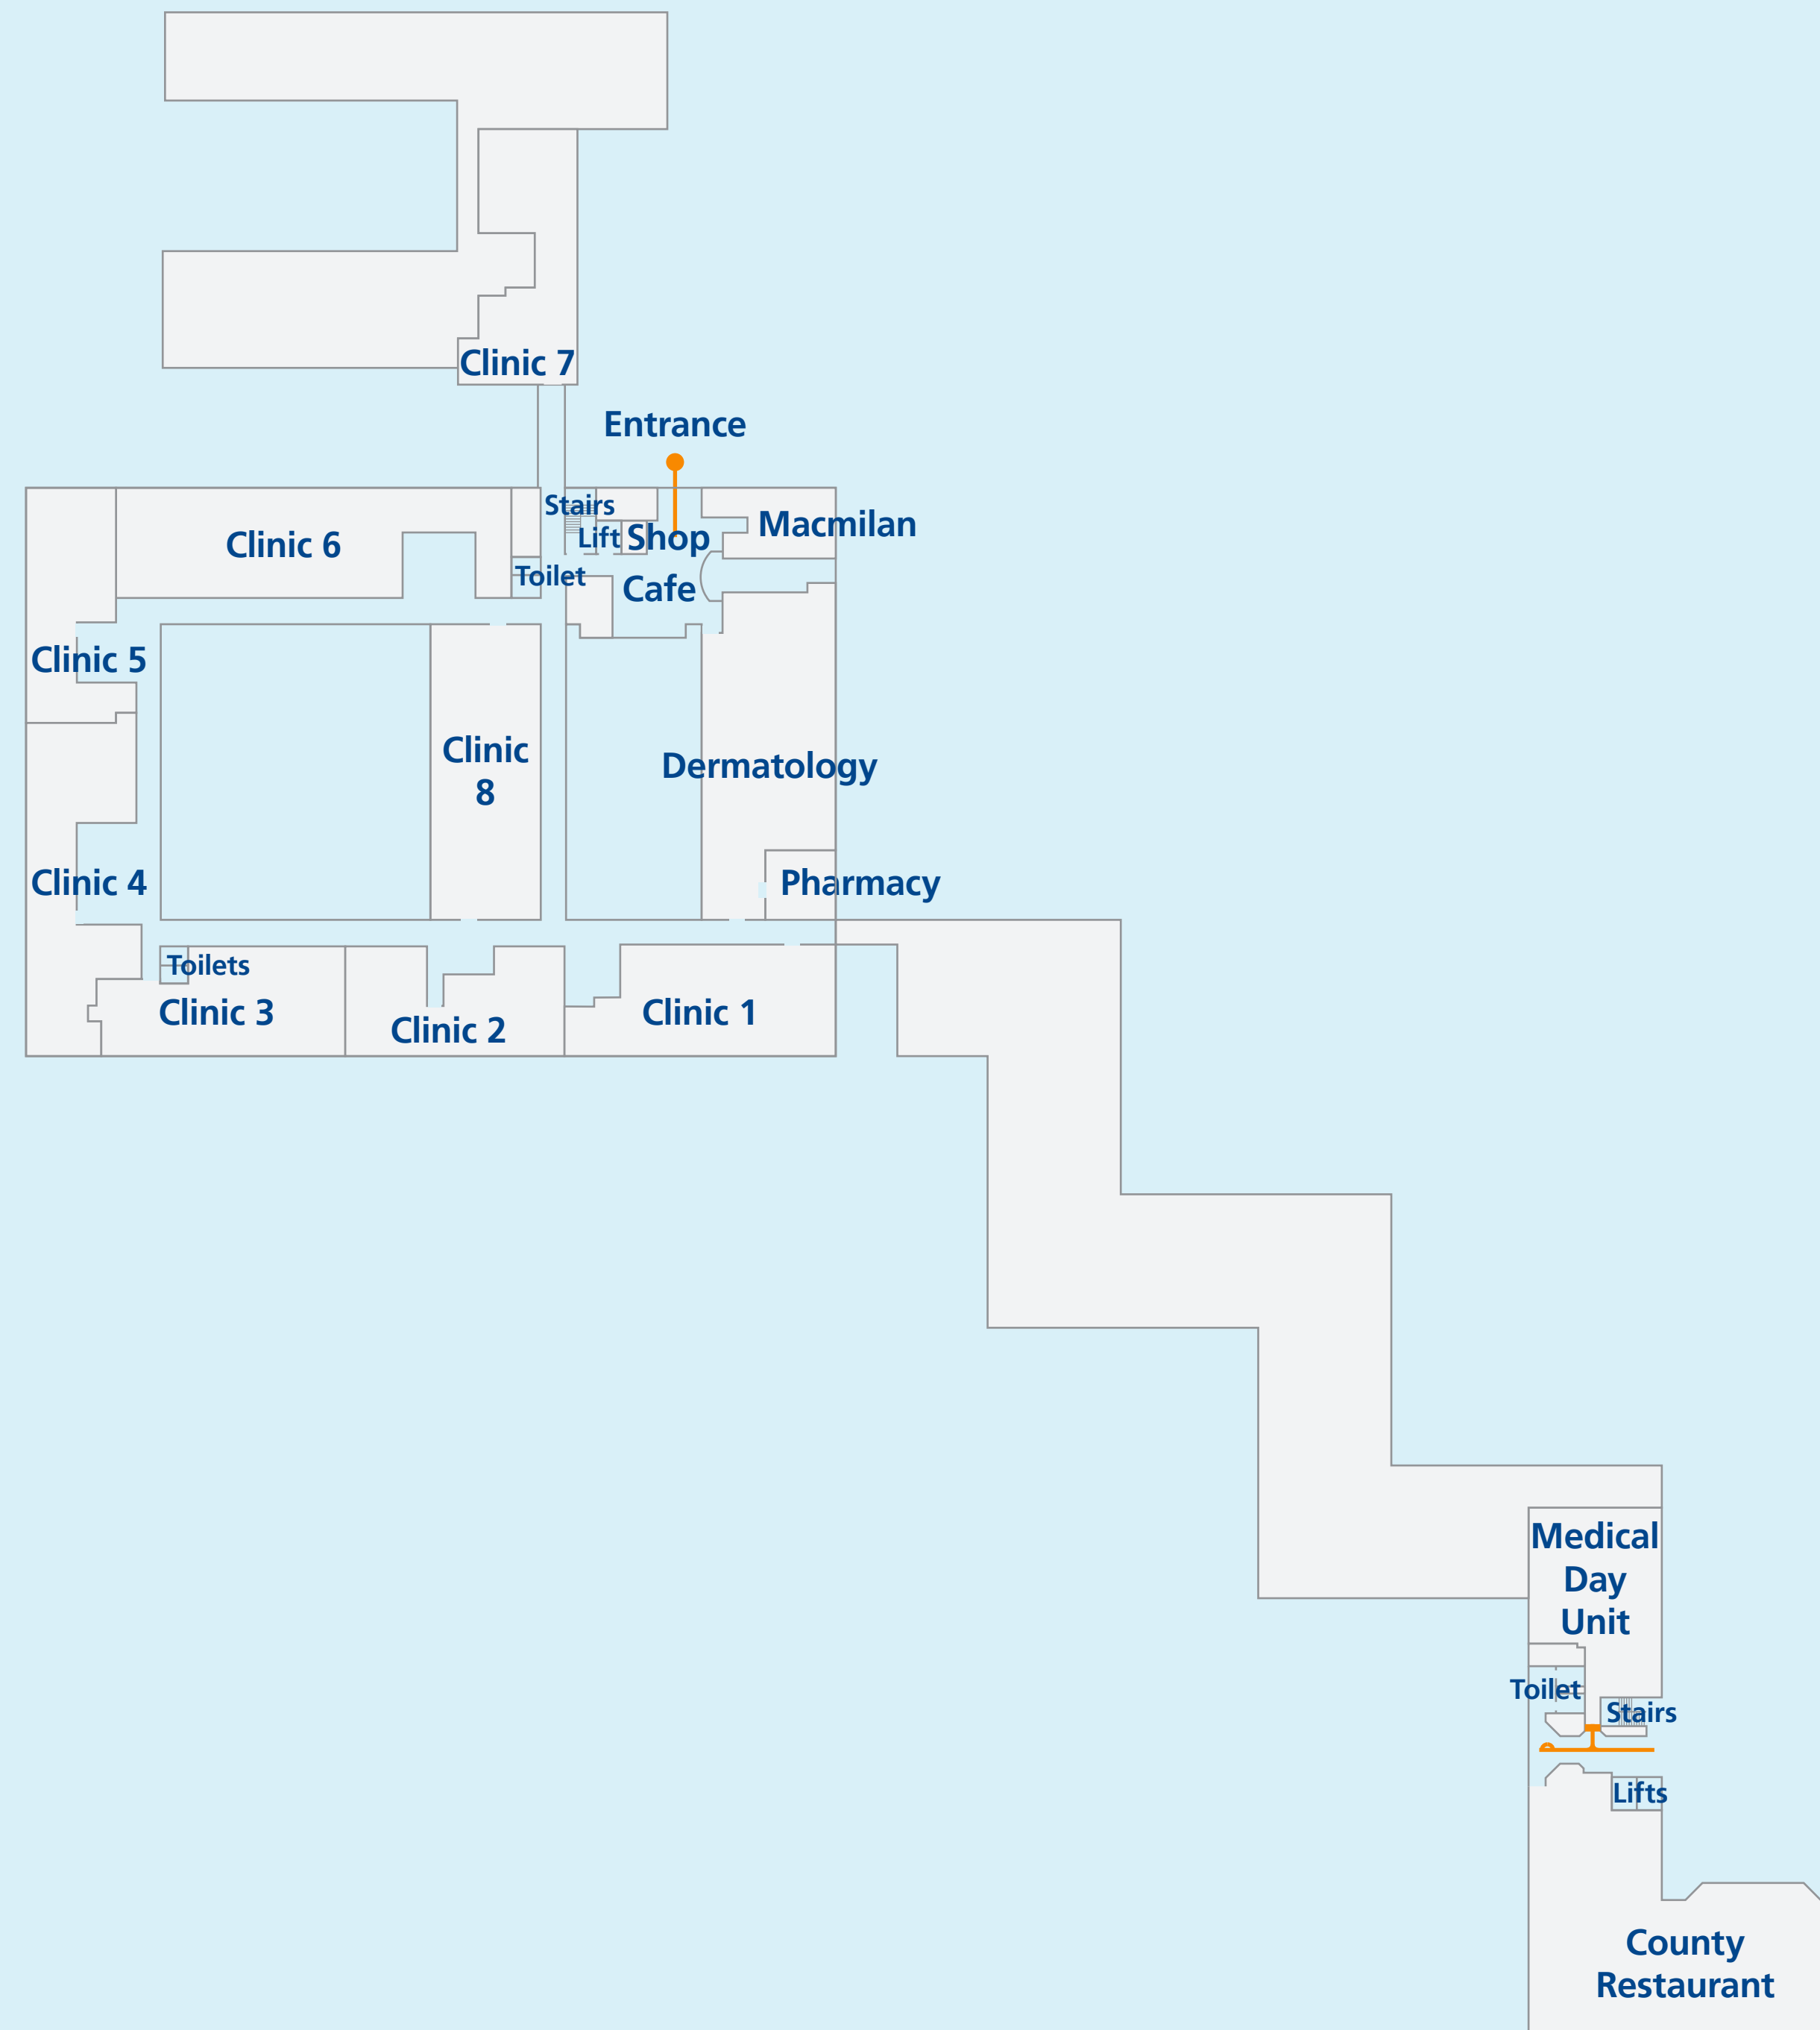 Clinic 7
Entrance
Stairs
Lift
Shop
Macmilan
Clinic 6
Toilet
Cafe
Clinic 5
Clinic
8
Dermatology
Clinic 4
Pharmacy
Toilets
Clinic 3
Clinic 2
Clinic 1
Medical
Day
Unit
Toilet
Stairs
Lifts
County
Restaurant